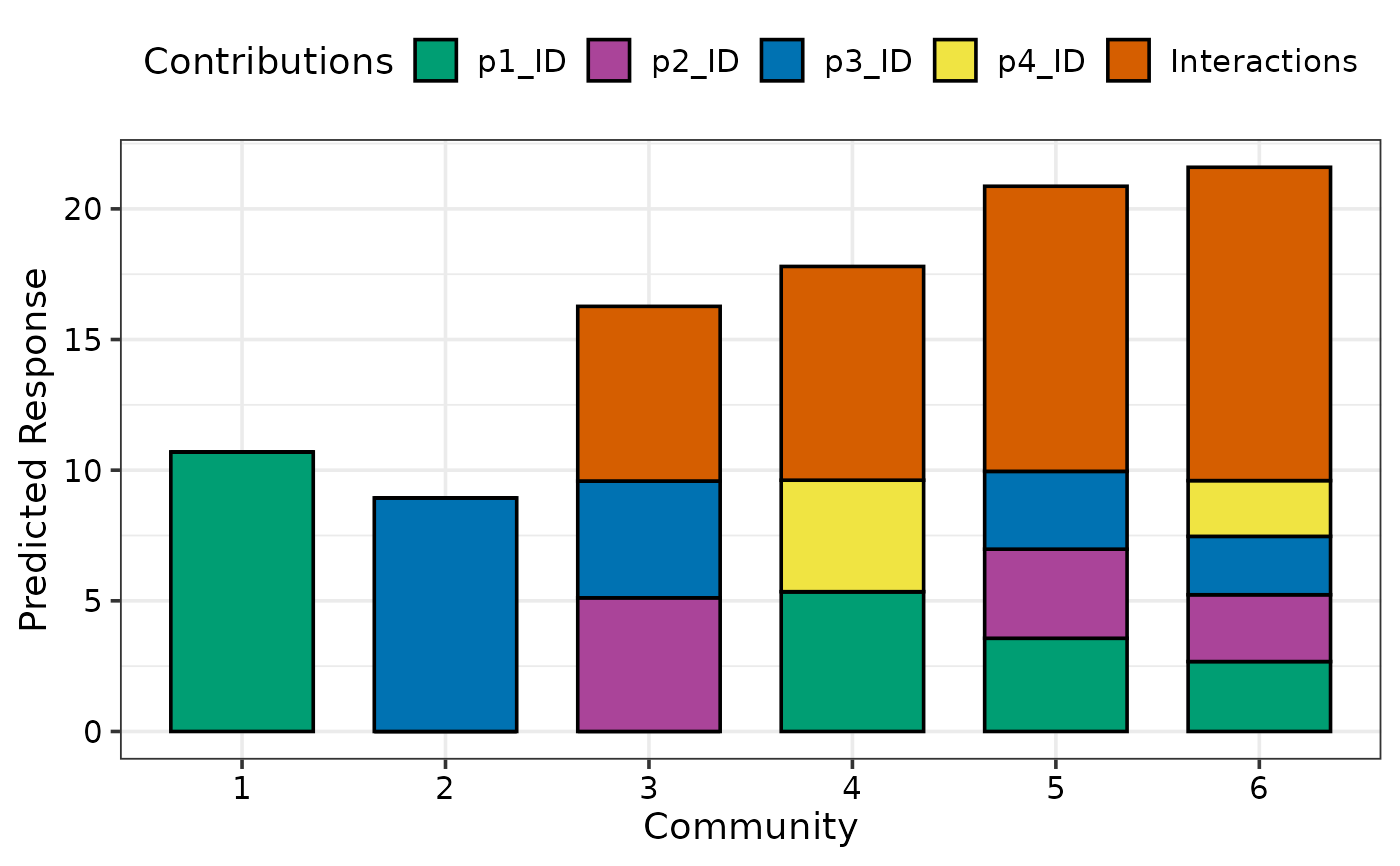 Contributions p1_ID p2_ID p3_ID p4_ID Interactions
Predicted Response
20
15
10
5
0
1 2 3 4 5 6
Community